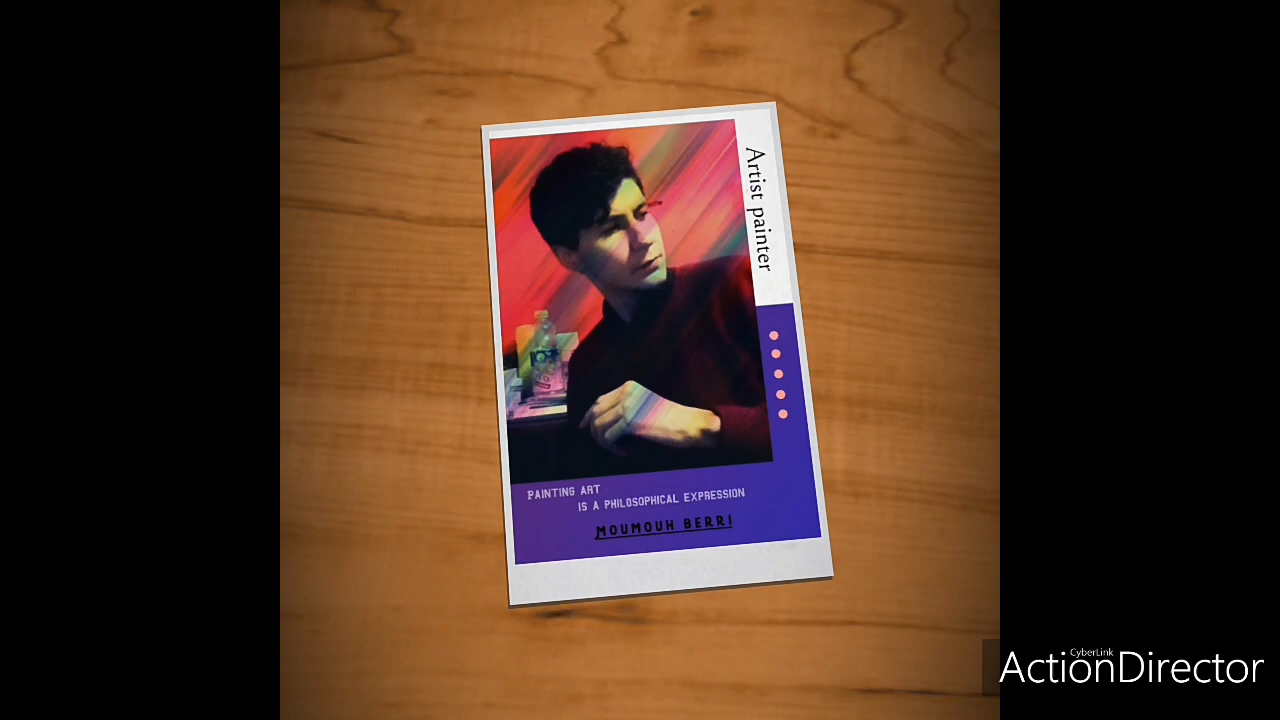 Artist painter
PAINTING ART
IS A PHILOSOPHICAL EXPRESSION
MOUMOUH BERRI
CyberLink
ActionDirector